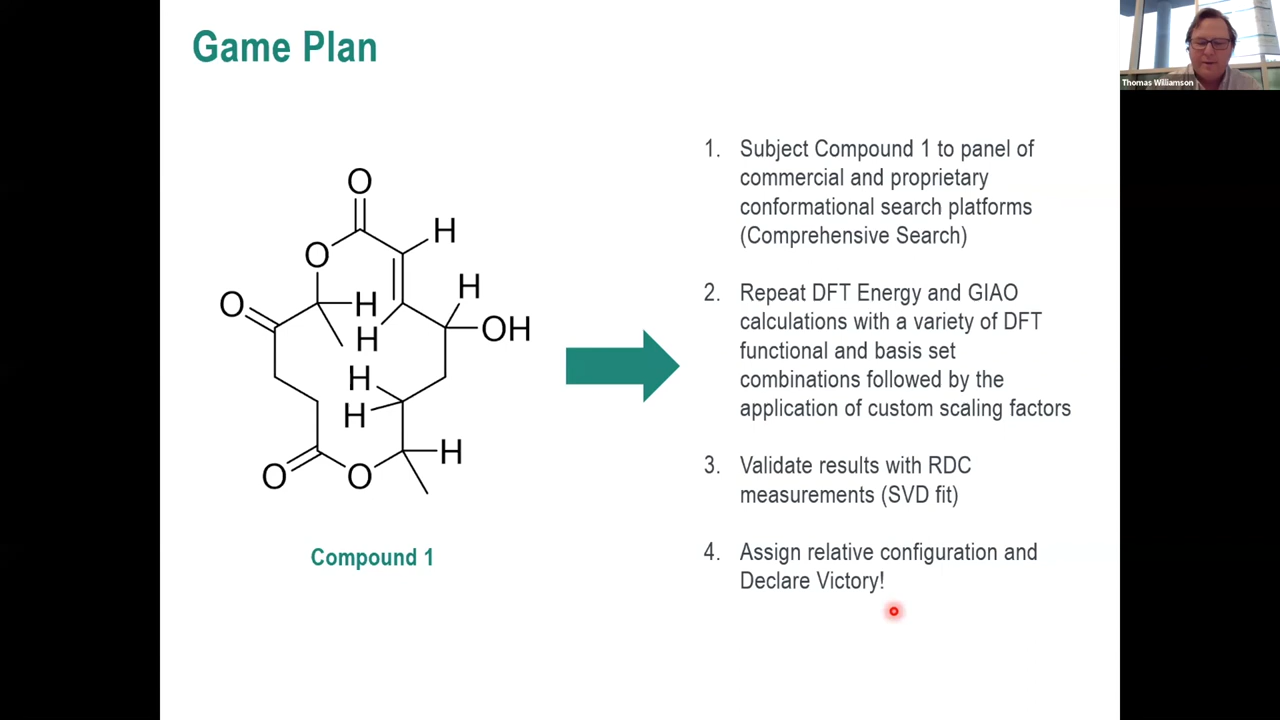 Game Plan
Thomas Williamson
O
H
O
H
O
H
OH
H
H
H
H
O
O
Compound 1
1. Subject Compound 1 to panel of
commercial and proprietary
conformational search platforms
(Comprehensive Search)
2. Repeat DFT Energy and GIAO
calculations with a variety of DFT
functional and basis set
combinations followed by the
application of custom scaling factors
3. Validate results with RDC
measurements (SVD fit)
4. Assign relative configuration and
Declare Victory!